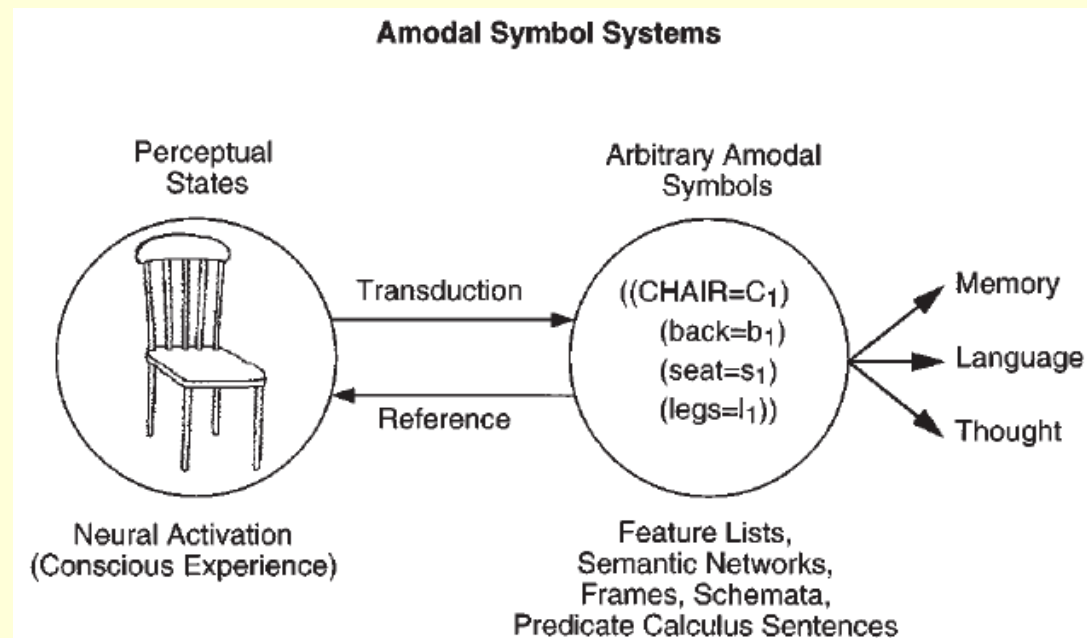 Amodal Symbol Systems
Perceptual
States
Arbitrary Amodal
Symbols
Transduction
Reference
((CHAIR=C₁)
(back=b₁)
(seat=s₁)
(legs=l₁))
Memory
Language
Thought
Neural Activation
(Conscious Experience)
Feature Lists,
Semantic Networks,
Frames, Schemata,
Predicate Calculus Sentences